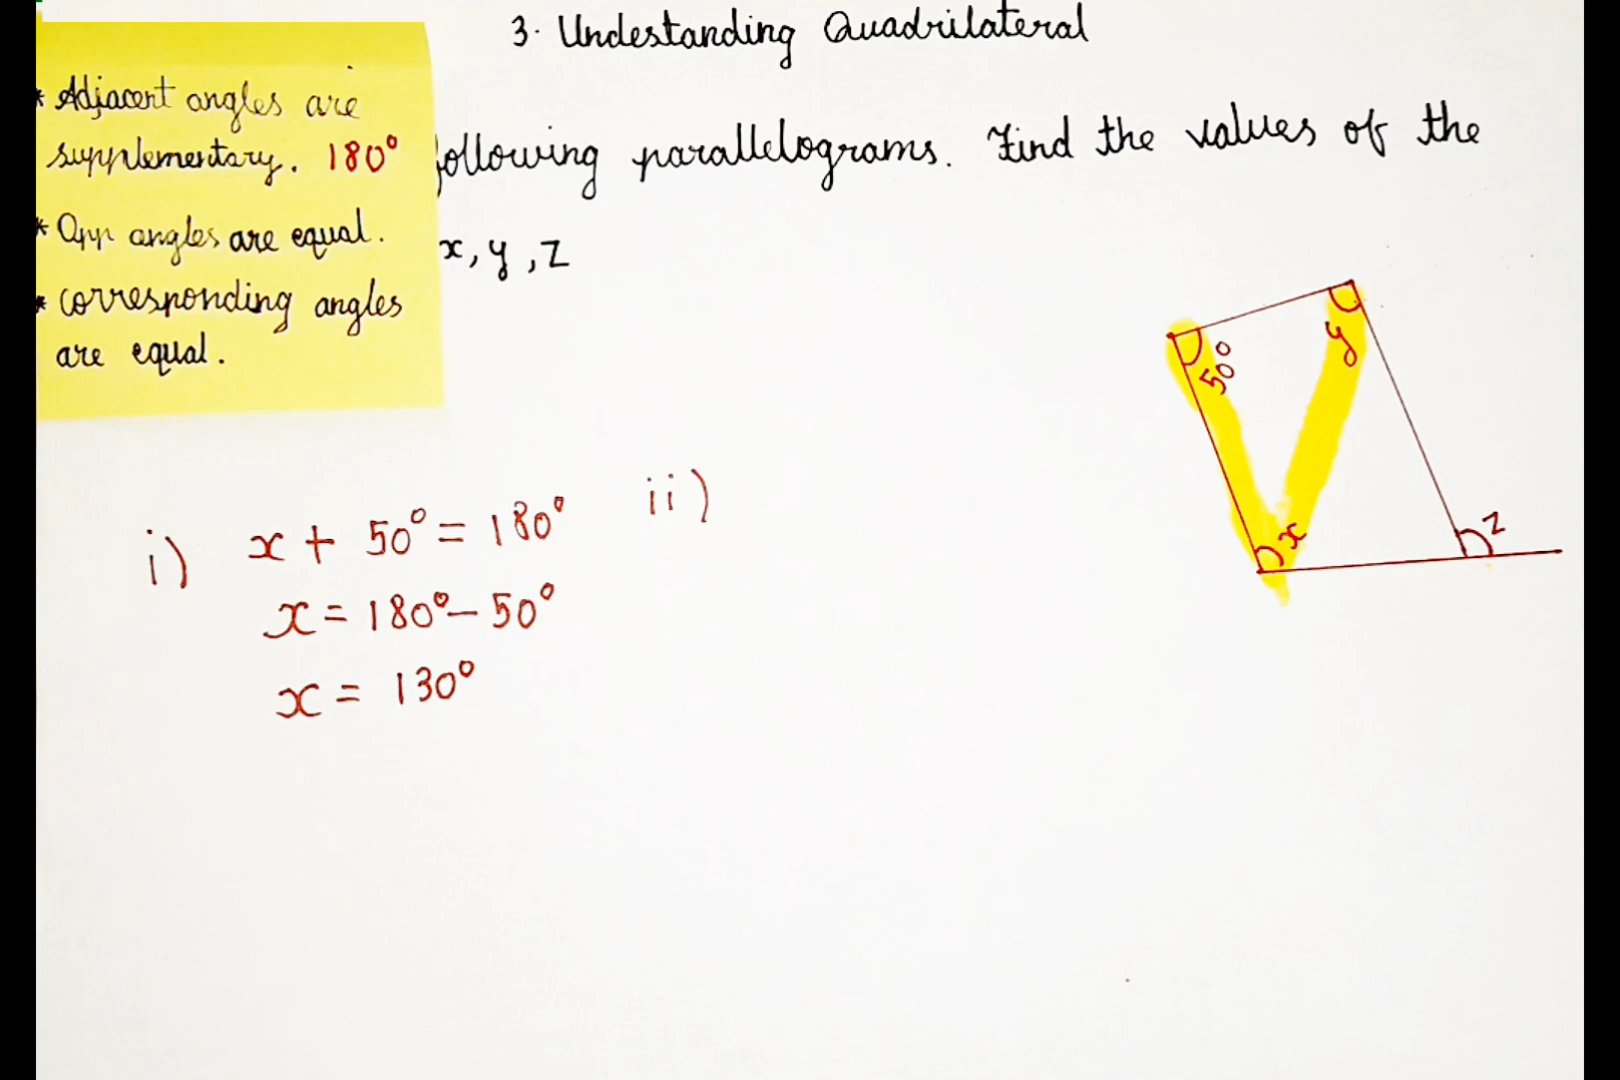 3. Undestanding Quadrilateral
* Adjacent angles are
supplementary. 180°
* Opp angles are equal.
* corresponding angles
are equal.
following parallelograms. Find the values of the
x, y, z
50°
y
x
z
i) x + 50° = 180°
x = 180° - 50°
x = 130°
ii)